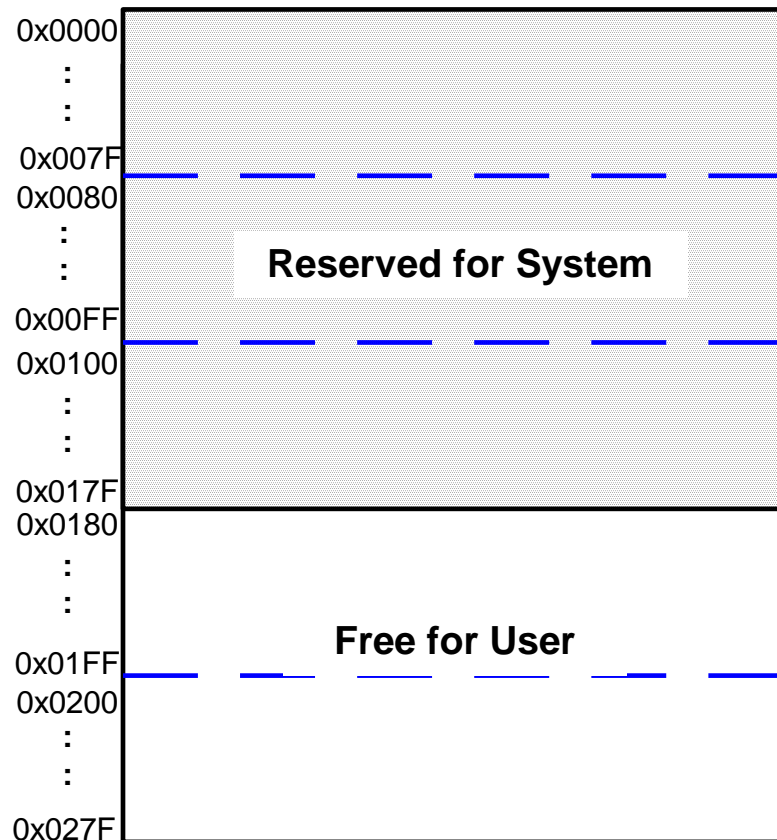 0x0000
:
:
0x007F
0x0080
:
:
Reserved for System
0x00FF
0x0100
:
:
0x017F
0x0180
:
:
Free for User
0x01FF
0x0200
:
:
0x027F